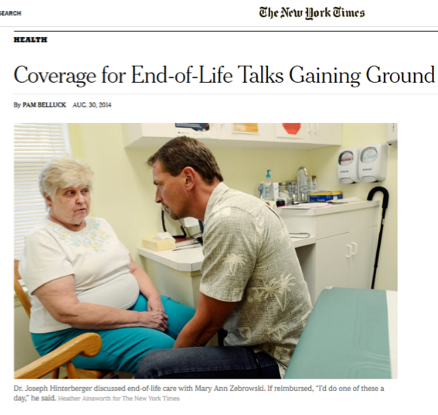 SEARCH
The New York Times
HEALTH
Coverage for End-of-Life Talks Gaining Ground
By PAM BELLUCK AUG. 30, 2014
Dr. Joseph Hinterberger discussed end-of-life care with Mary Ann Zebrowski. If reimbursed, “I’d do one of these a
day,” he said. Heather Ainsworth for The New York Times